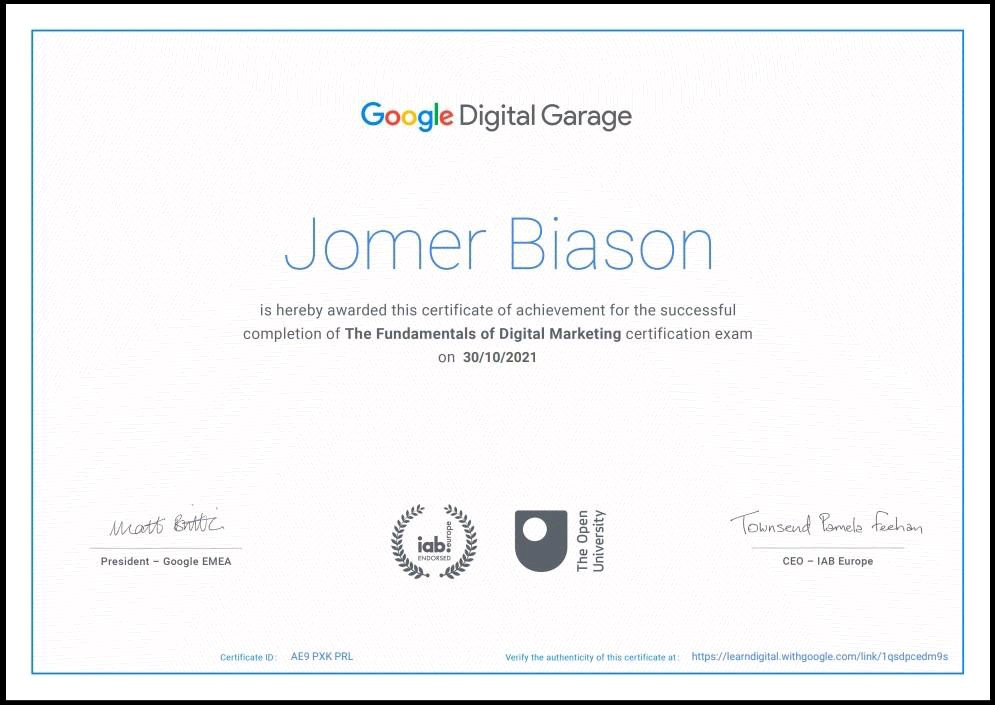 Google Digital Garage
Jomer Biason
is hereby awarded this certificate of achievement for the successful
completion of The Fundamentals of Digital Marketing certification exam
on 30/10/2021
Matt Brittin
President – Google EMEA
iab europe
ENDORSED
The Open
University
Townsend Pamela Feehan
CEO – IAB Europe
Certificate ID: AE9 PXK PRL
Verify the authenticity of this certificate at: https://learndigital.withgoogle.com/link/1qsdpcedm9s